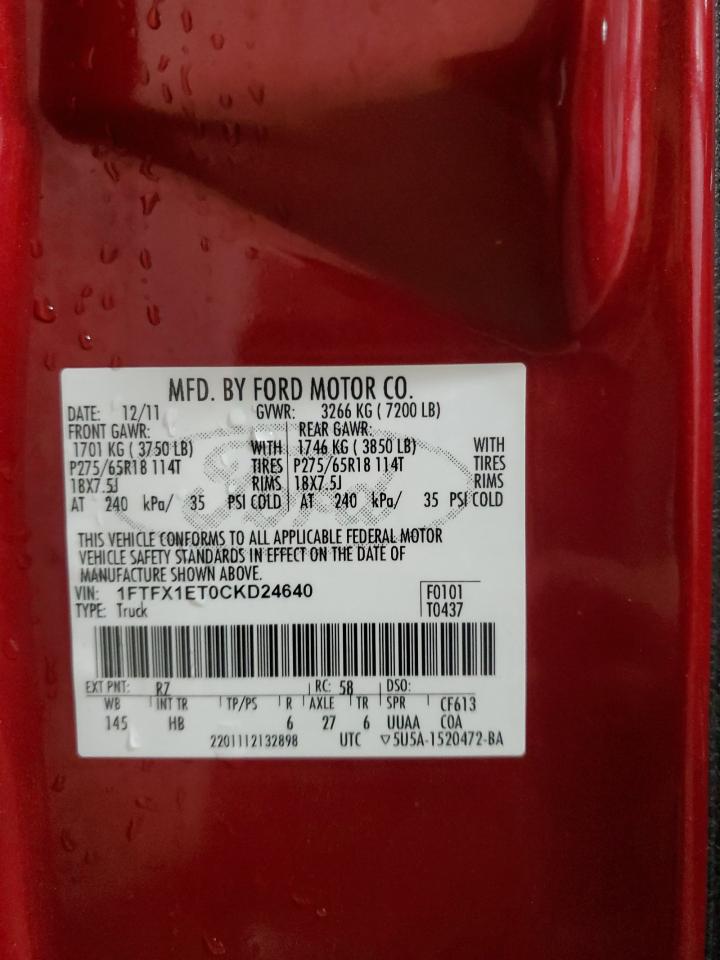 MFD. BY FORD MOTOR CO.
DATE: 12/11 GVWR: 3266 KG ( 7200 LB)
FRONT GAWR: REAR GAWR:
1701 KG ( 3750 LB) WITH 1746 KG ( 3850 LB) WITH
P275/65R18 114T TIRES P275/65R18 114T TIRES
18X7.5J RIMS 18X7.5J RIMS
AT 240 kPa/ 35 PSI COLD AT 240 kPa/ 35 PSI COLD
THIS VEHICLE CONFORMS TO ALL APPLICABLE FEDERAL MOTOR
VEHICLE SAFETY STANDARDS IN EFFECT ON THE DATE OF
MANUFACTURE SHOWN ABOVE.
VIN: 1FTFX1ET0CKD24640 F0101
TYPE: Truck T0437
EXT PNT: R7 RC: 58 DSO:
WB INT TR TP/PS R AXLE TR SPR CF613
145 HB 6 27 6 UUAA C0A
2201112132898 UTC ▽5U5A-1520472-BA